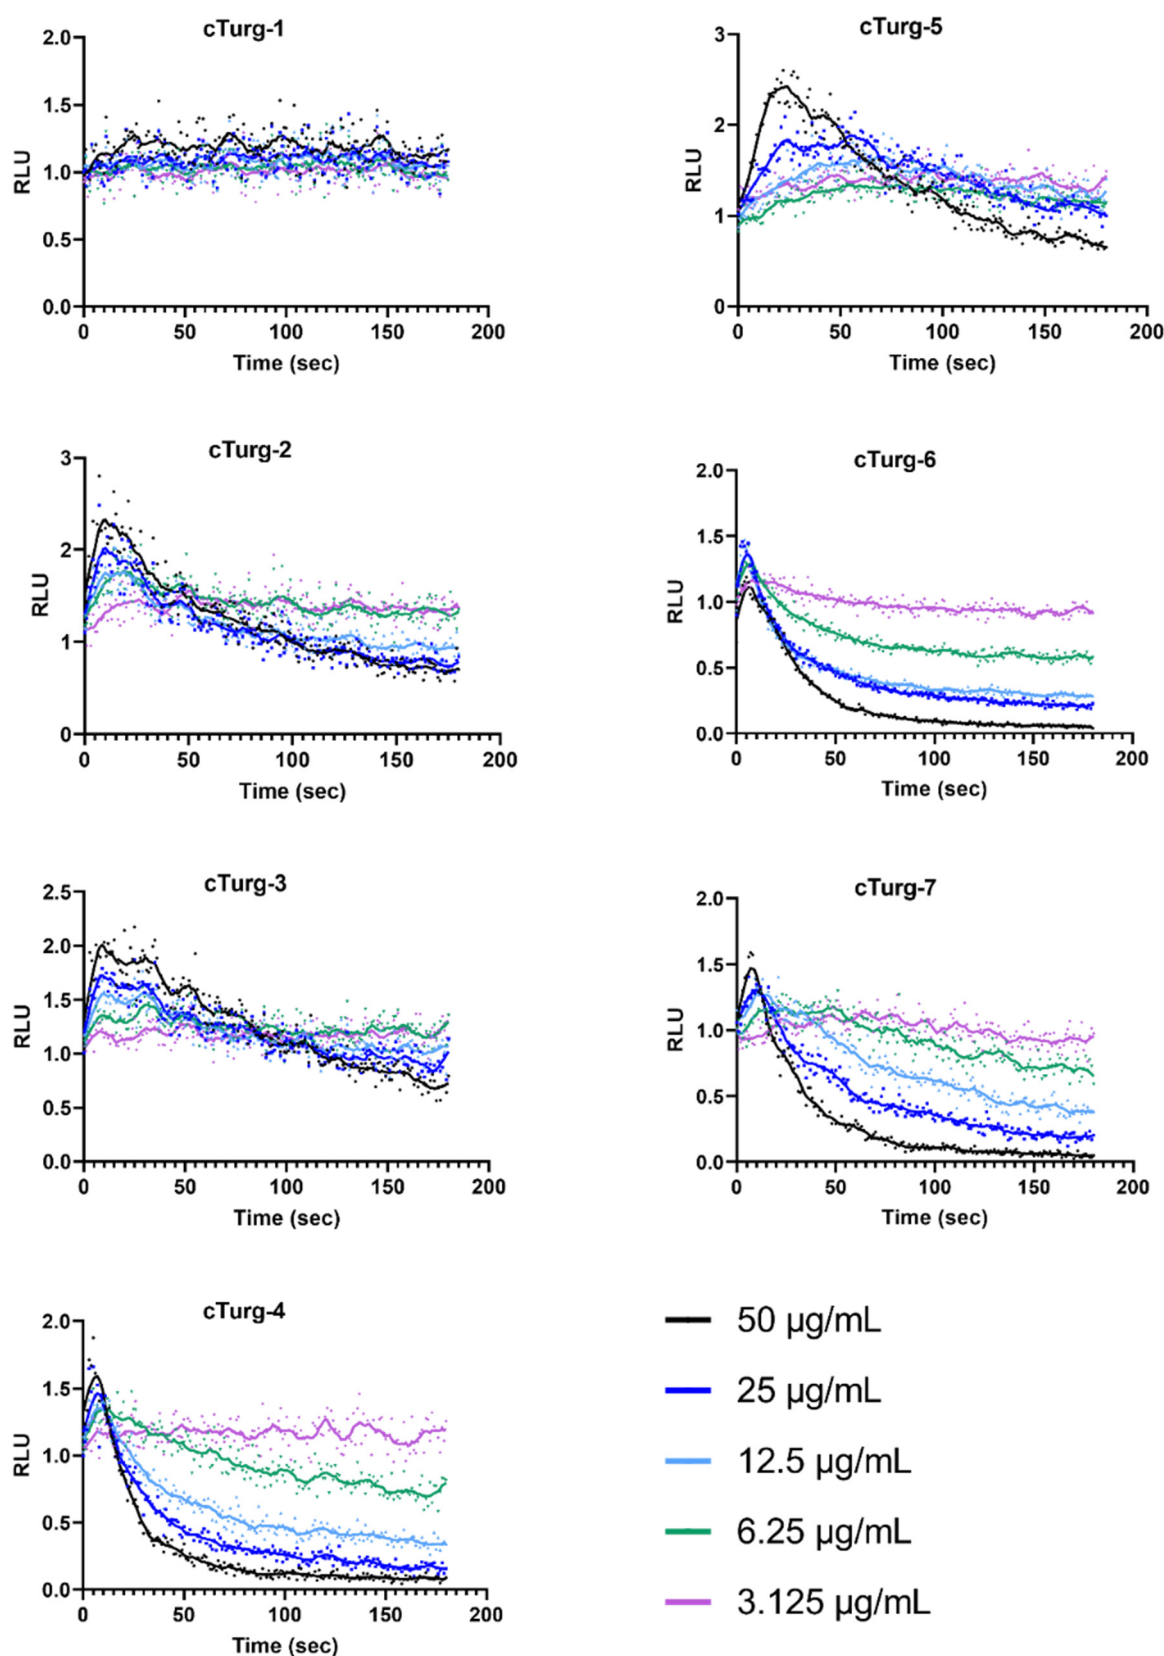 cTurg-1
2.0
1.5
1.0
0.5
0.0
RLU
0 50 100 150 200
Time (sec)
cTurg-5
3
2
1
0
RLU
0 50 100 150 200
Time (sec)
cTurg-2
3
2
1
0
RLU
0 50 100 150 200
Time (sec)
cTurg-6
2.0
1.5
1.0
0.5
0.0
RLU
0 50 100 150 200
Time (sec)
cTurg-3
2.5
2.0
1.5
1.0
0.5
0.0
RLU
0 50 100 150 200
Time (sec)
cTurg-7
2.0
1.5
1.0
0.5
0.0
RLU
0 50 100 150 200
Time (sec)
cTurg-4
2.0
1.5
1.0
0.5
0.0
RLU
0 50 100 150 200
Time (sec)
50 µg/mL
25 µg/mL
12.5 µg/mL
6.25 µg/mL
3.125 µg/mL